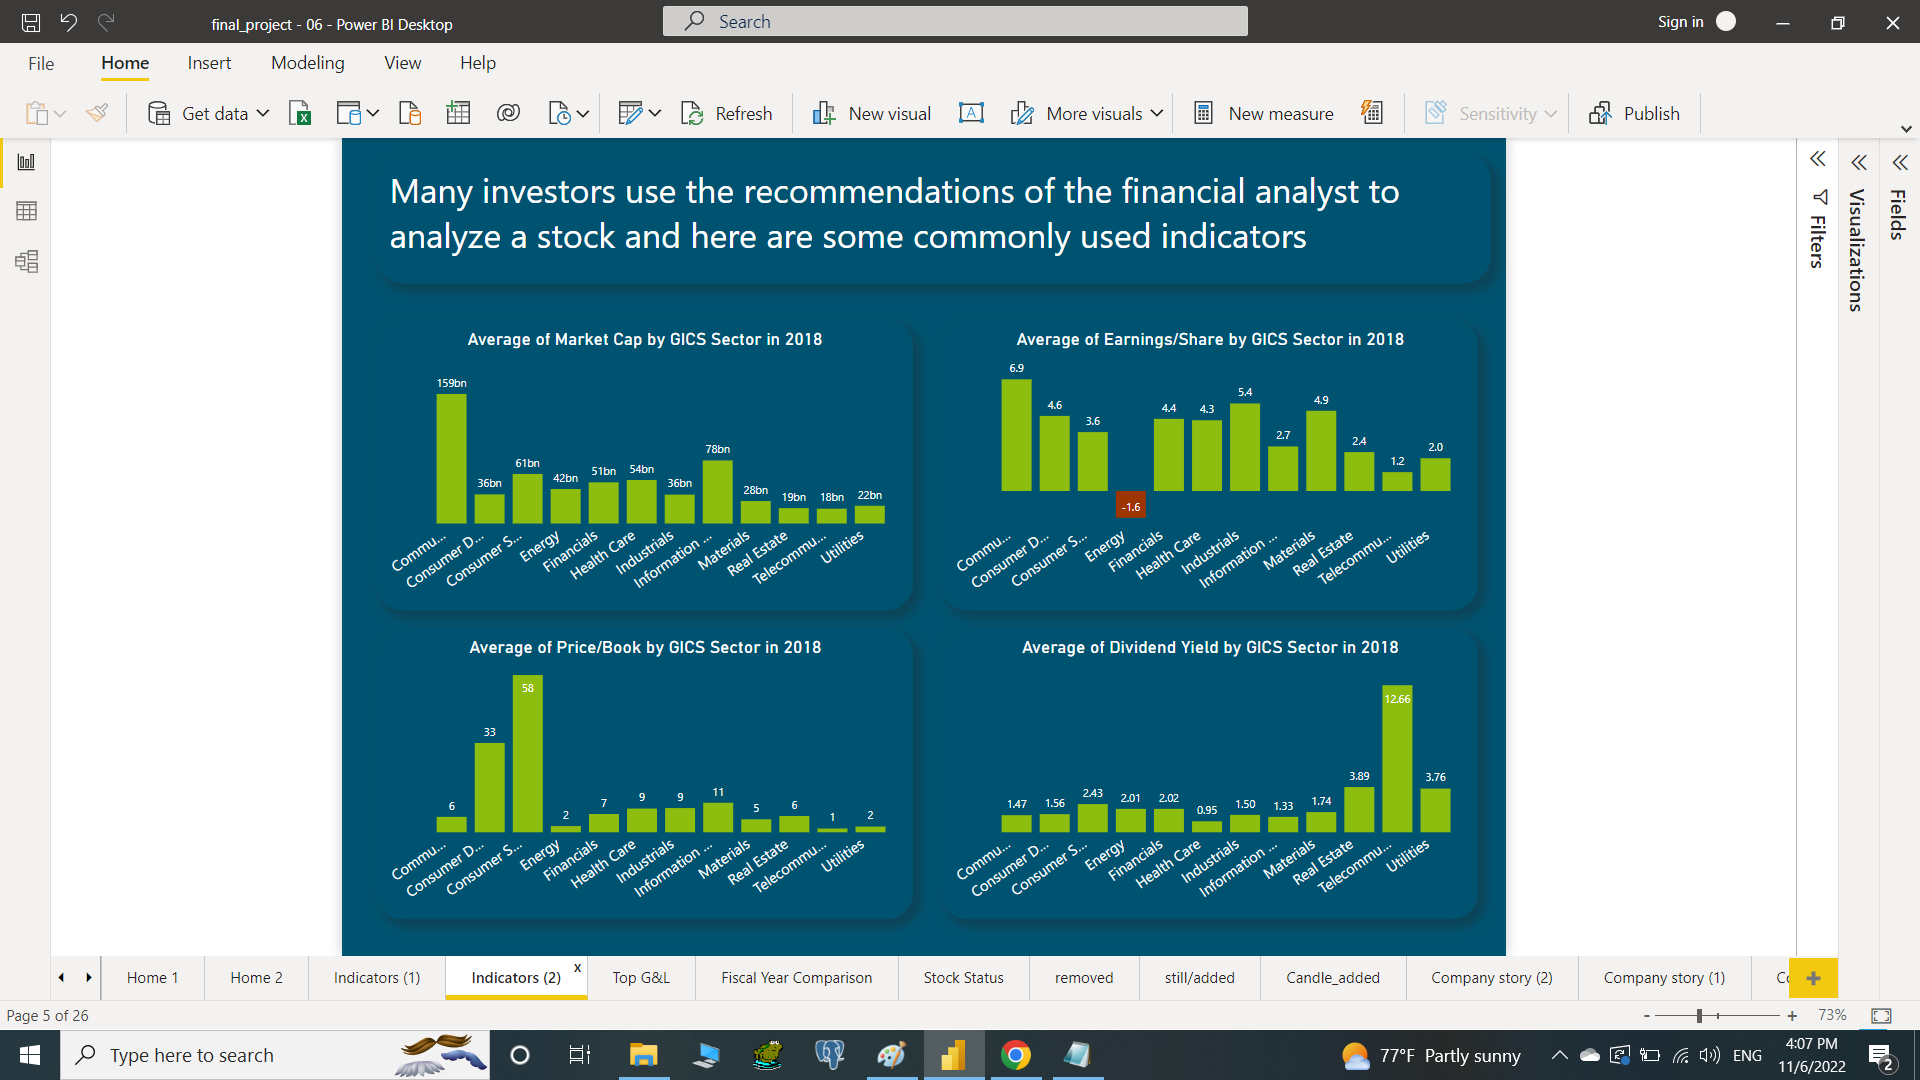 final_project - 06 - Power BI Desktop
Search
Sign in
File
Home
Insert
Modeling
View
Help
Get data
Refresh
New visual
More visuals
New measure
Sensitivity
Publish
Many investors use the recommendations of the financial analyst to
analyze a stock and here are some commonly used indicators
Average of Market Cap by GICS Sector in 2018
159bn
36bn
61bn
42bn
51bn
54bn
36bn
78bn
28bn
19bn
18bn
22bn
Commu...
Consumer D...
Consumer S...
Energy
Financials
Health Care
Industrials
Information ...
Materials
Real Estate
Telecommu...
Utilities
Average of Earnings/Share by GICS Sector in 2018
6.9
4.6
3.6
-1.6
4.4
4.3
5.4
2.7
4.9
2.4
1.2
2.0
Commu...
Consumer D...
Consumer S...
Energy
Financials
Health Care
Industrials
Information ...
Materials
Real Estate
Telecommu...
Utilities
Average of Price/Book by GICS Sector in 2018
6
33
58
2
7
9
9
11
5
6
1
2
Commu...
Consumer D...
Consumer S...
Energy
Financials
Health Care
Industrials
Information ...
Materials
Real Estate
Telecommu...
Utilities
Average of Dividend Yield by GICS Sector in 2018
1.47
1.56
2.43
2.01
2.02
0.95
1.50
1.33
1.74
3.89
12.66
3.76
Commu...
Consumer D...
Consumer S...
Energy
Financials
Health Care
Industrials
Information ...
Materials
Real Estate
Telecommu...
Utilities
Filters
Visualizations
Fields
Home 1
Home 2
Indicators (1)
Indicators (2)
x
Top G&L
Fiscal Year Comparison
Stock Status
removed
still/added
Candle_added
Company story (2)
Company story (1)
Page 5 of 26
- + 73%
Type here to search
77°F Partly sunny
ENG
4:07 PM
11/6/2022
2